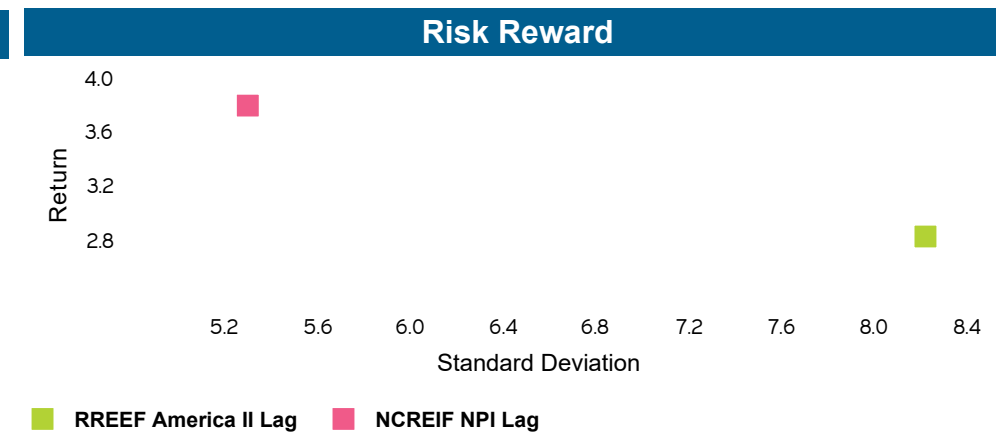 Risk Reward
4.0
3.6
3.2
2.8
Return
5.2 5.6 6.0 6.4 6.8 7.2 7.6 8.0 8.4
Standard Deviation
RREEF America II Lag NCREIF NPI Lag